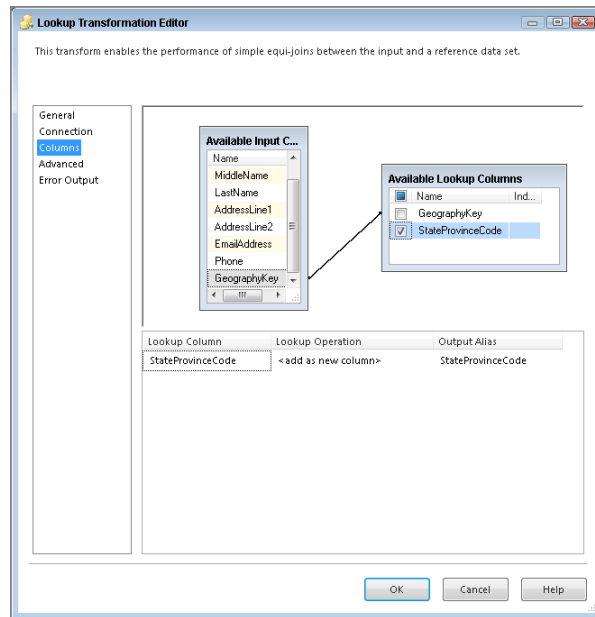 Lookup Transformation Editor
This transform enables the performance of simple equi-joins between the input and a reference data set.
General
Connection
Columns
Advanced
Error Output
Available Input C...
Name
MiddleName
LastName
AddressLine1
AddressLine2
EmailAddress
Phone
GeographyKey
Available Lookup Columns
Name Ind...
GeographyKey
StateProvinceCode
Lookup Column Lookup Operation Output Alias
StateProvinceCode <add as new column> StateProvinceCode
OK Cancel Help